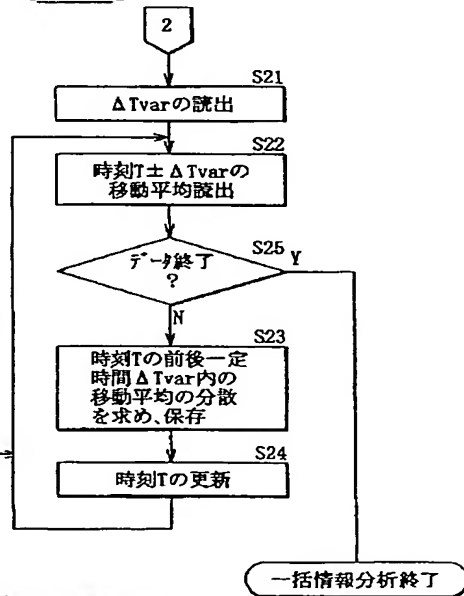 2
S21
ΔTvarの読出
S22
時刻T±ΔTvarの
移動平均読出
S25
データ終了
?
Y
N
S23
時刻Tの前後一定
時間ΔTvar内の
移動平均の分散
を求め、保存
S24
時刻Tの更新
一括情報分析終了